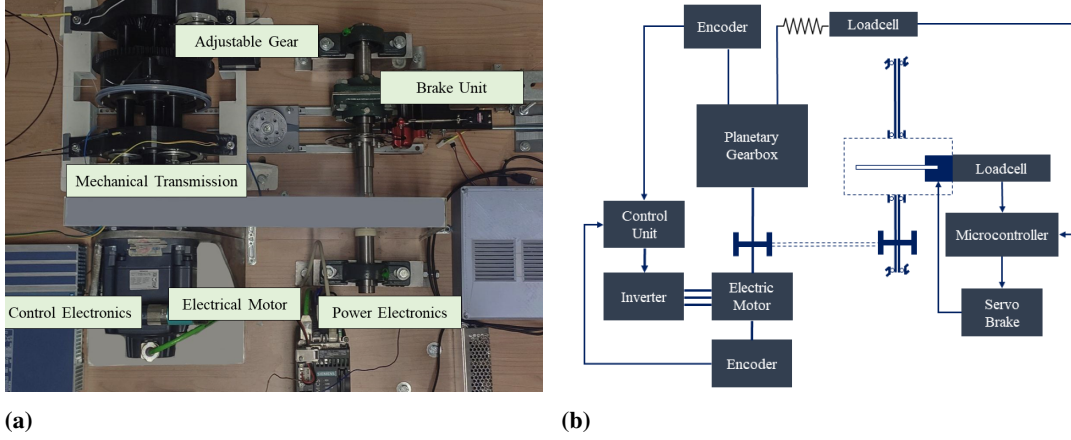 Adjustable Gear
Brake Unit
Mechanical Transmission
Control Electronics
Electrical Motor
Power Electronics
(a)
Encoder
Loadcell
Planetary
Gearbox
Loadcell
Control
Unit
Microcontroller
Inverter
Electric
Motor
Servo
Brake
Encoder
(b)